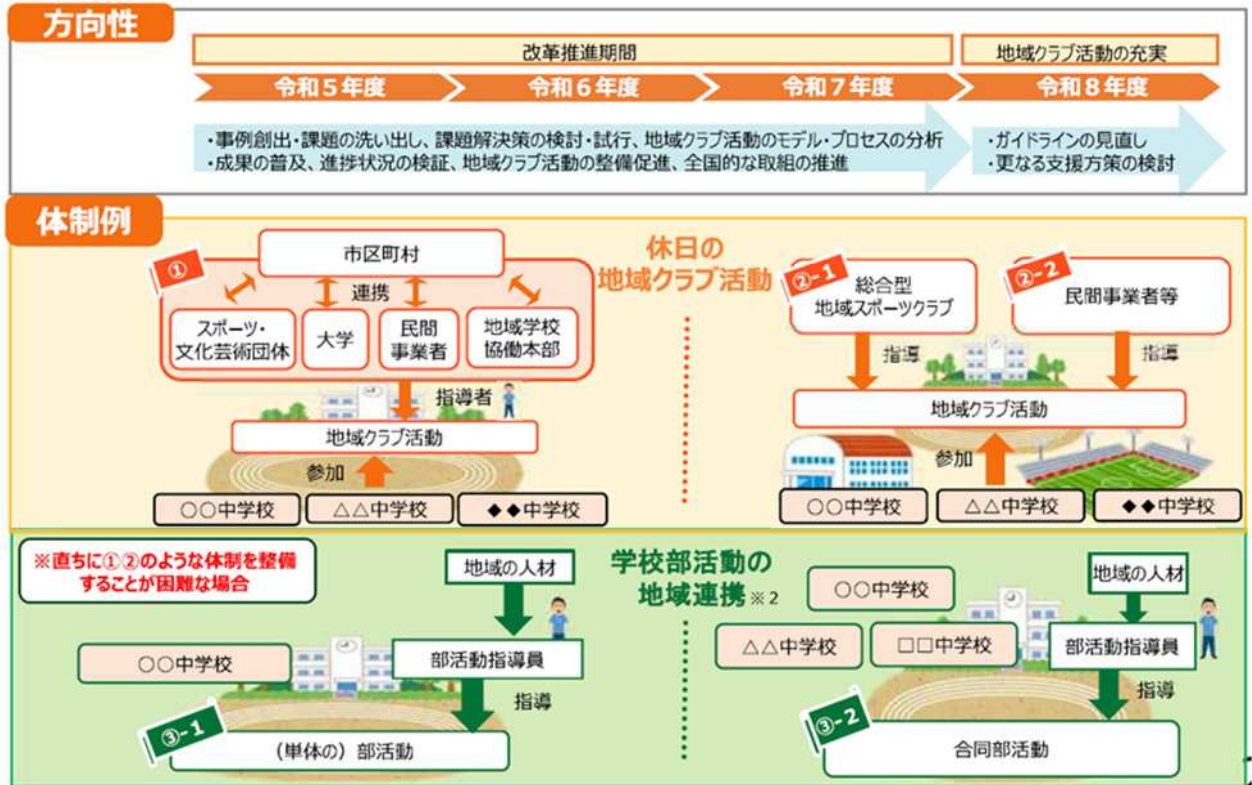 方向性
改革推進期間
地域クラブ活動の充実
令和5年度
令和6年度
令和7年度
令和8年度
・事例創出・課題の洗い出し、課題解決策の検討・試行、地域クラブ活動のモデル・プロセスの分析
・成果の普及、進捗状況の検証、地域クラブ活動の整備促進、全国的な取組の推進
・ガイドラインの見直し
・更なる支援方策の検討
体制例
休日の
地域クラブ活動
①
市区町村
連携
スポーツ・
文化芸術団体
大学
民間
事業者
地域学校
協働本部
指導者
地域クラブ活動
参加
○○中学校
△△中学校
◆◆中学校
②-1
総合型
地域スポーツクラブ
②-2
民間事業者等
指導
指導
地域クラブ活動
参加
○○中学校
△△中学校
◆◆中学校
※直ちに①②のような体制を整備
することが困難な場合
学校部活動の
地域連携※2
地域の人材
○○中学校
部活動指導員
指導
③-1
(単体の)部活動
○○中学校
△△中学校
□□中学校
地域の人材
部活動指導員
指導
③-2
合同部活動